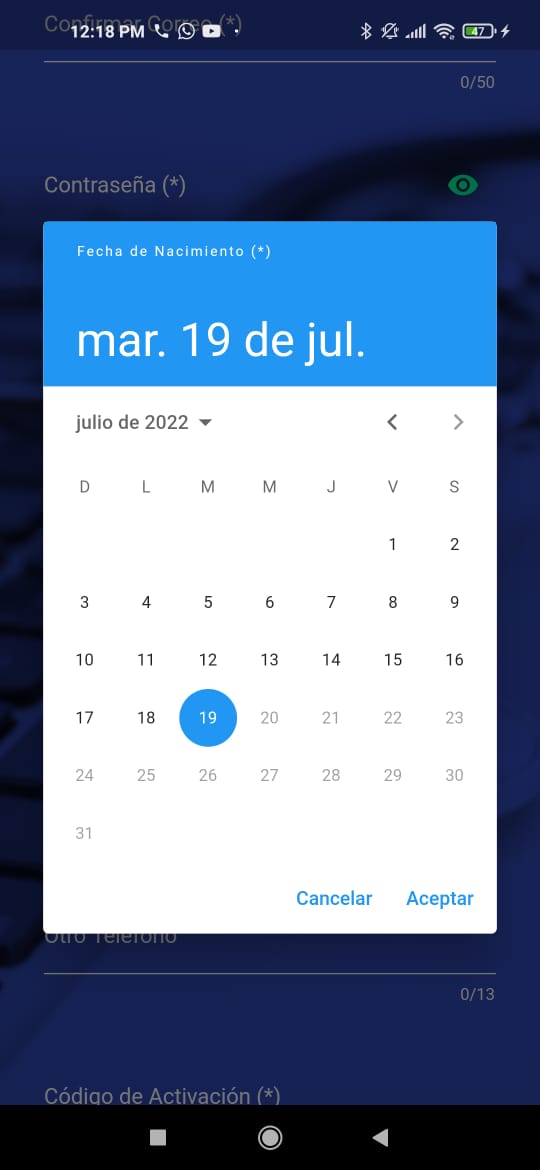 Confirmar Correo (*)
12:18 PM
47
0/50
Contraseña (*)
Fecha de Nacimiento (*)
mar. 19 de jul.
julio de 2022
D L M M J V S
1 2
3 4 5 6 7 8 9
10 11 12 13 14 15 16
17 18 19 20 21 22 23
24 25 26 27 28 29 30
31
Cancelar Aceptar
Otro Teléfono
0/13
Código de Activación (*)